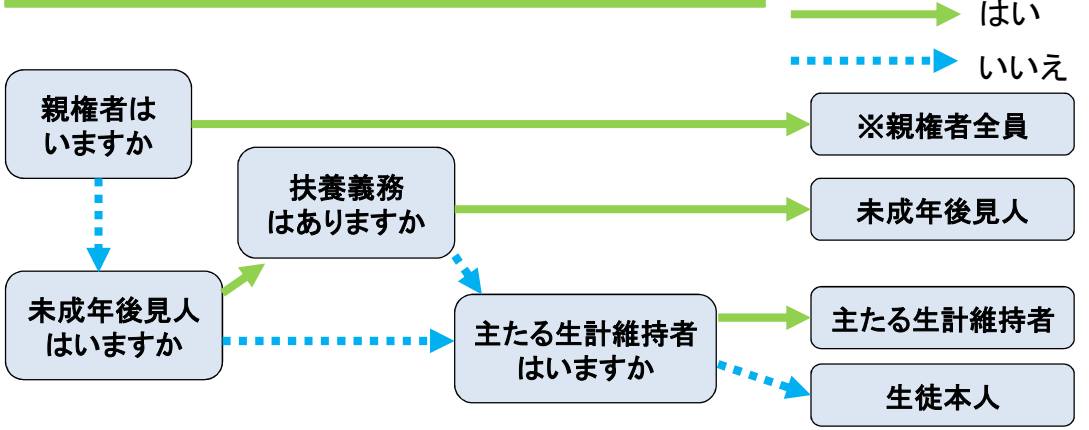 はい
いいえ
親権者は
いますか
※親権者全員
扶養義務
はありますか
未成年後見人
未成年後見人
はいますか
主たる生計維持者
はいますか
主たる生計維持者
生徒本人